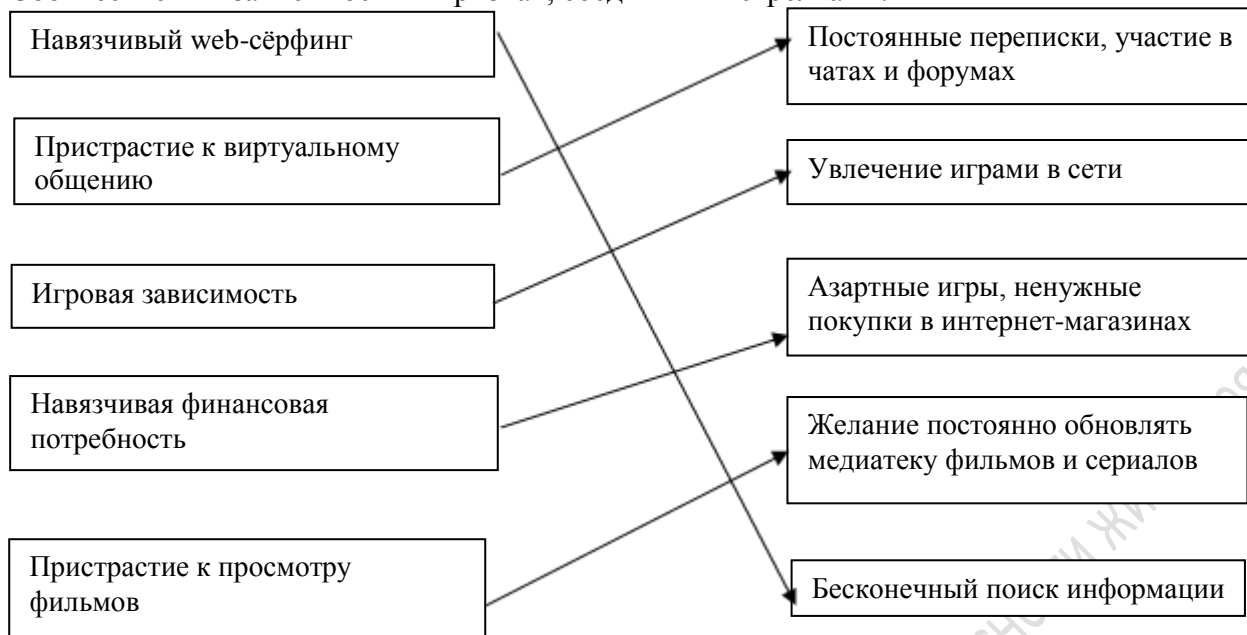 Навязчивый web-сёрфинг
Пристрастие к виртуальному
общению
Игровая зависимость
Навязчивая финансовая
потребность
Пристрастие к просмотру
фильмов
Постоянные переписки, участие в
чатах и форумах
Увлечение играми в сети
Азартные игры, ненужные
покупки в интернет-магазинах
Желание постоянно обновлять
медиатеку фильмов и сериалов
Бесконечный поиск информации